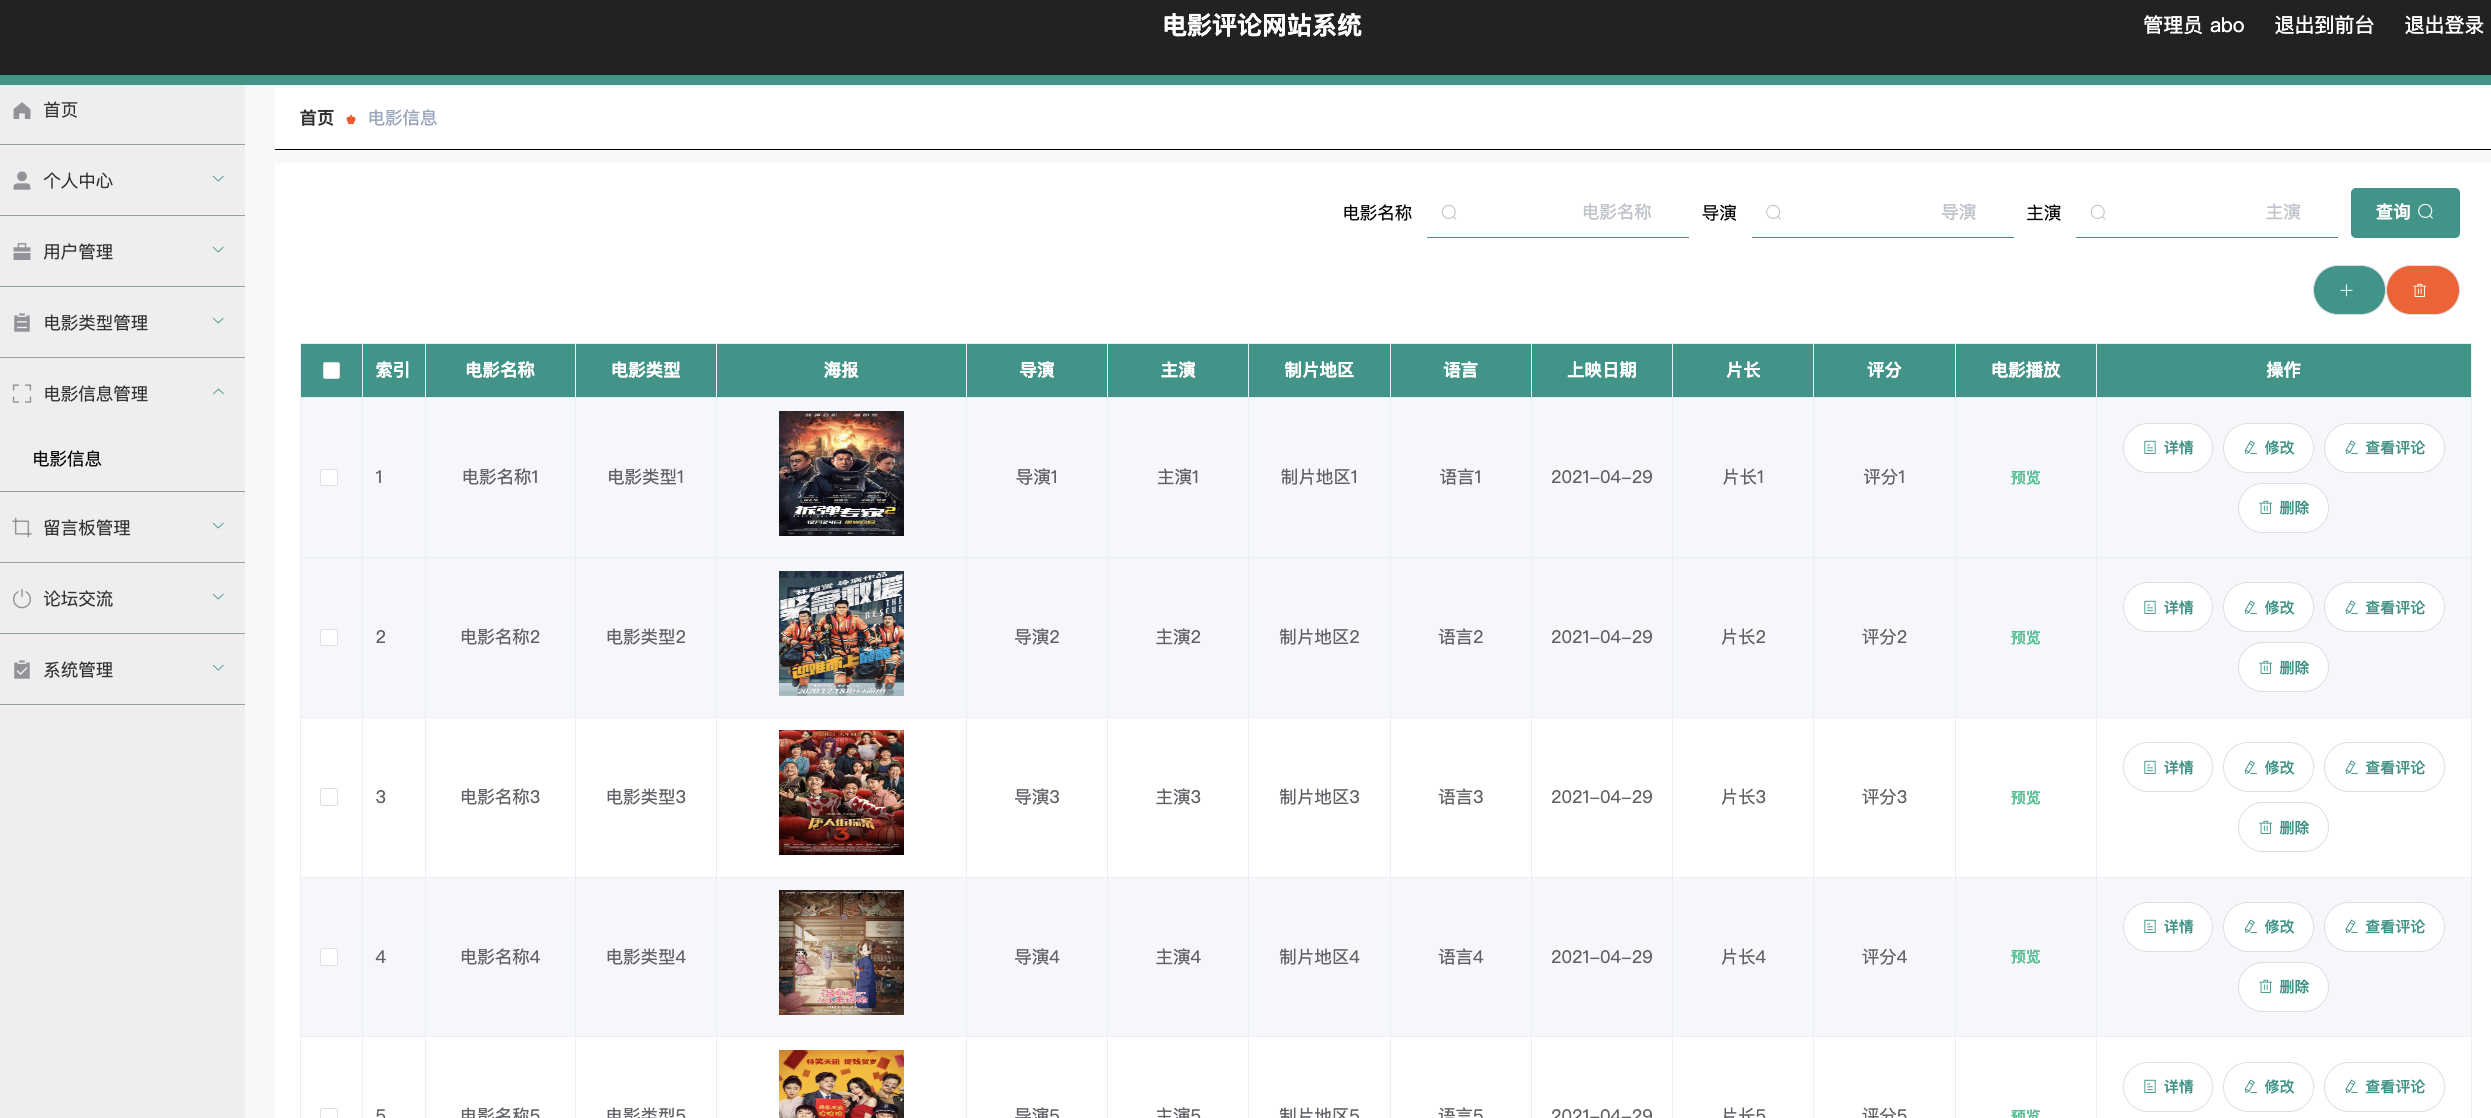 电影评论网站系统
管理员 abo 退出到前台 退出登录
首页
个人中心
用户管理
电影类型管理
电影信息管理
电影信息
留言板管理
论坛交流
系统管理
首页 电影信息
电影名称 电影名称 导演 导演 主演 主演 查询
索引 电影名称 电影类型 海报 导演 主演 制片地区 语言 上映日期 片长 评分 电影播放 操作
1 电影名称1 电影类型1 导演1 主演1 制片地区1 语言1 2021-04-29 片长1 评分1 预览 详情 修改 查看评论
删除
拆弹专家2
12月24日
2 电影名称2 电影类型2 导演2 主演2 制片地区2 语言2 2021-04-29 片长2 评分2 预览 详情 修改 查看评论
删除
林超贤 导演作品
紧急救援
THE
RESCUE
迎难而上
3 电影名称3 电影类型3 导演3 主演3 制片地区3 语言3 2021-04-29 片长3 评分3 预览 详情 修改 查看评论
删除
唐人街探案
3
4 电影名称4 电影类型4 导演4 主演4 制片地区4 语言4 2021-04-29 片长4 评分4 预览 详情 修改 查看评论
删除
5 电影名称5 电影类型5 导演5 主演5 制片地区5 语言5 2021-04-29 片长5 评分5 预览 详情 修改 查看评论